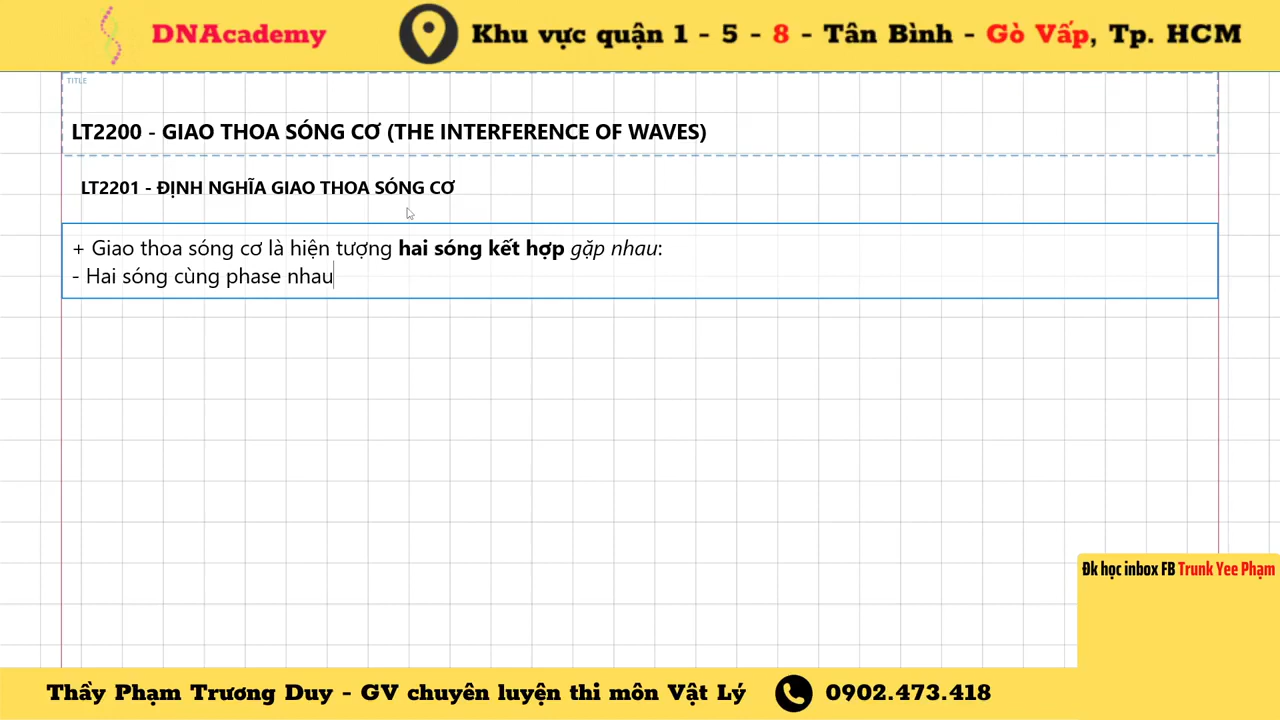 DNAcademy
Khu vực quận 1 - 5 - 8 - Tân Bình - Gò Vấp, Tp. HCM
TITLE
LT2200 - GIAO THOA SÓNG CƠ (THE INTERFERENCE OF WAVES)
LT2201 - ĐỊNH NGHĨA GIAO THOA SÓNG CƠ
+ Giao thoa sóng cơ là hiện tượng hai sóng kết hợp gặp nhau:
- Hai sóng cùng phase nhau
Đk học inbox FB Trunk Yee Phạm
Thầy Phạm Trương Duy - GV chuyên luyện thi môn Vật Lý
0902.473.418